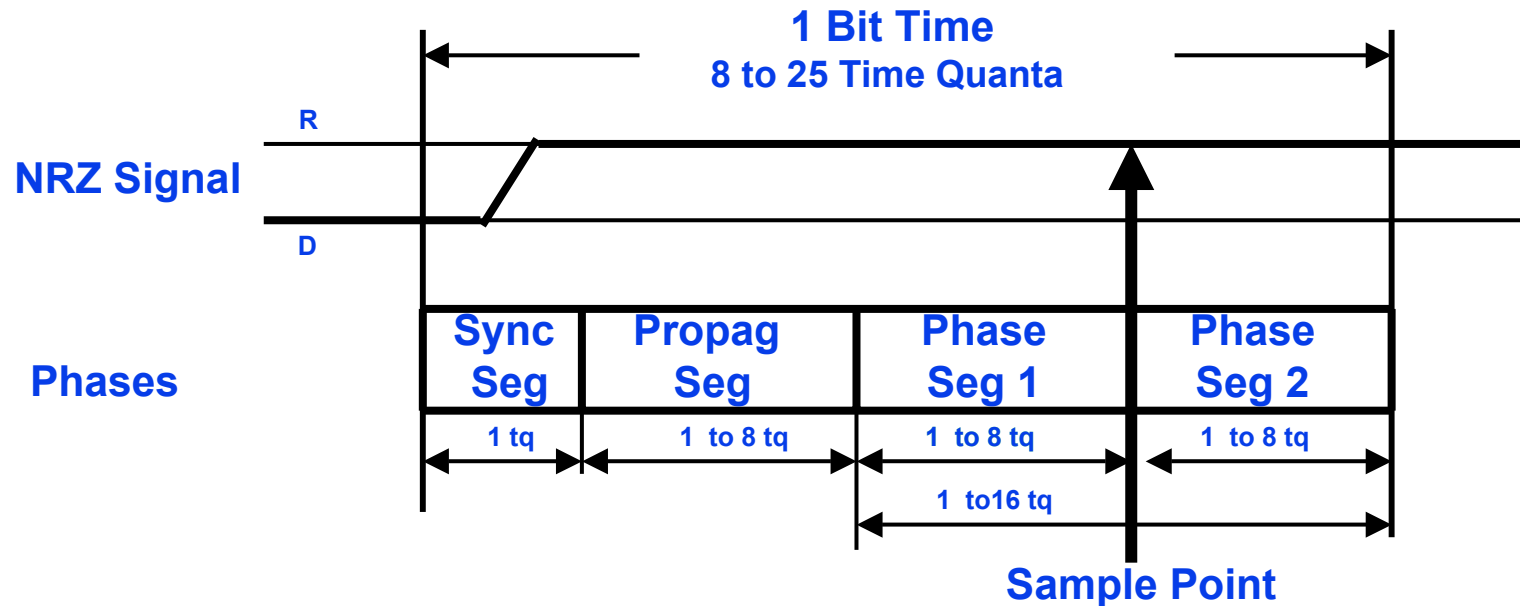 1 Bit Time
8 to 25 Time Quanta
R
NRZ Signal
D
Sync
Seg
Propag
Seg
Phase
Seg 1
Phase
Seg 2
Phases
1 tq
1 to 8 tq
1 to 8 tq
1 to 8 tq
1 to16 tq
Sample Point